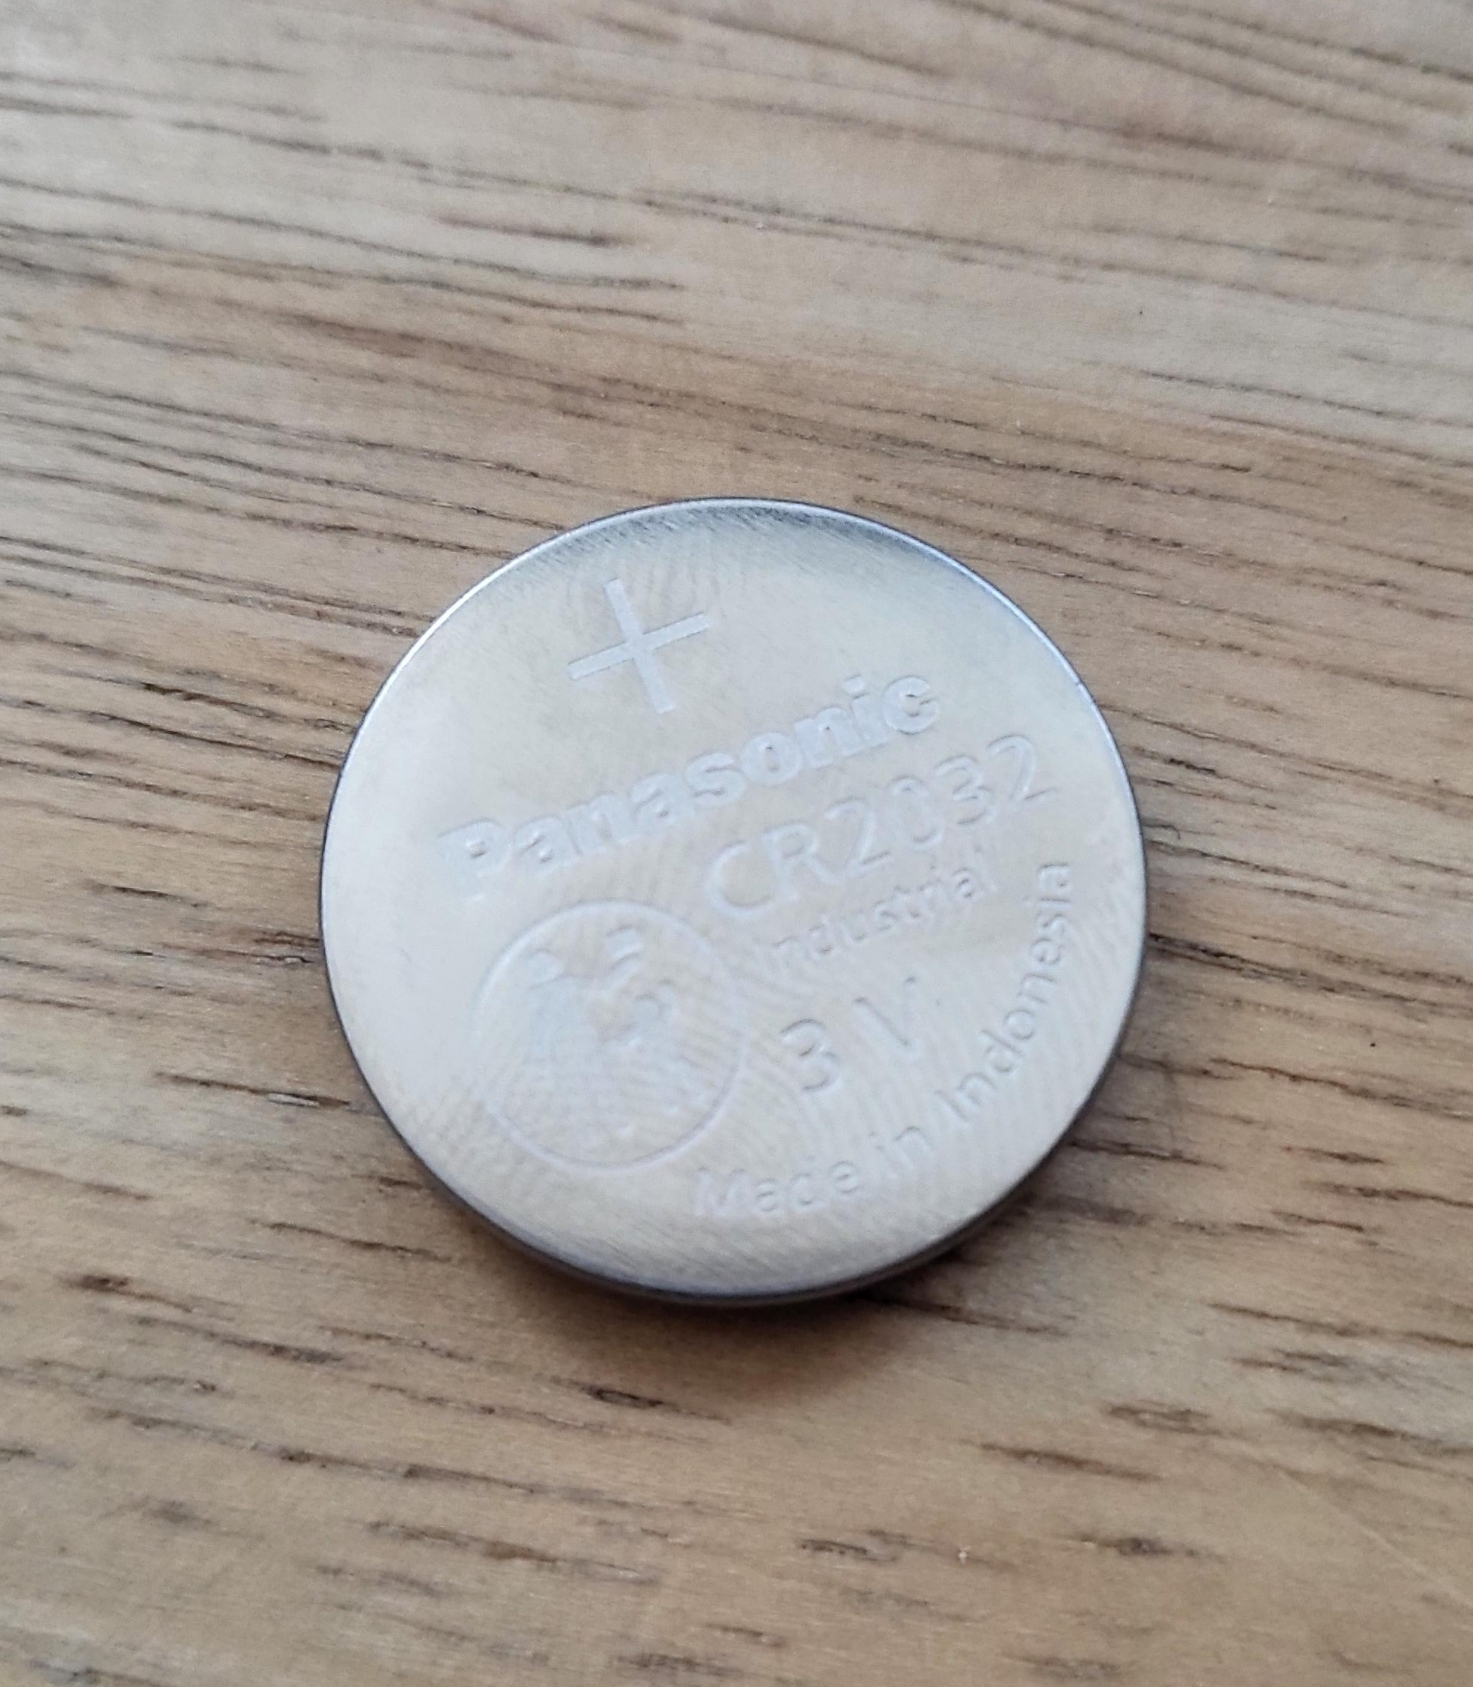 +
Panasonic
CR2032
Industrial
3 V
Made in Indonesia